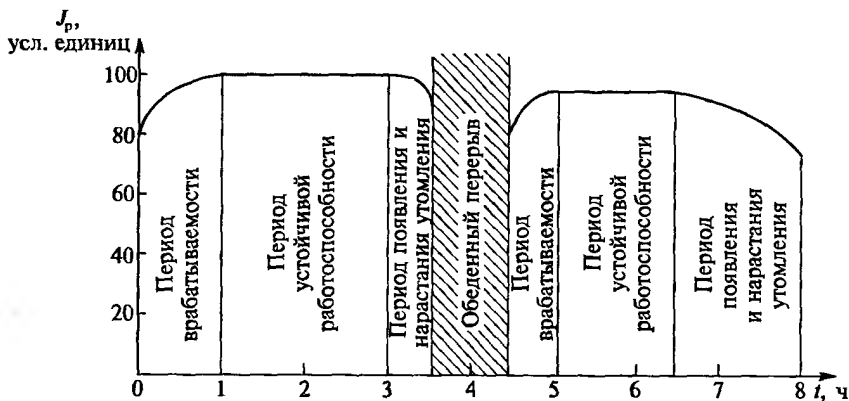 Jр,
усл. единиц
100
80
60
40
20
Период
врабатываемости
Период
устойчивой
работоспособности
Период появления и
нарастания утомления
Обеденный перерыв
Период
врабатываемости
Период
устойчивой
работоспособности
Период
появления
и нарастания
утомления
0 1 2 3 4 5 6 7 8 t, ч